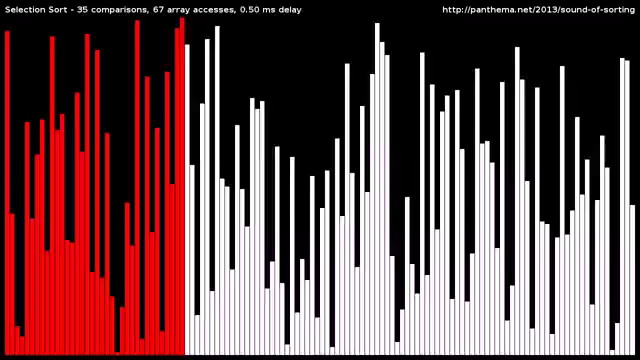 Selection Sort - 35 comparisons, 67 array accesses, 0.50 ms delay
http://panthema.net/2013/sound-of-sorting